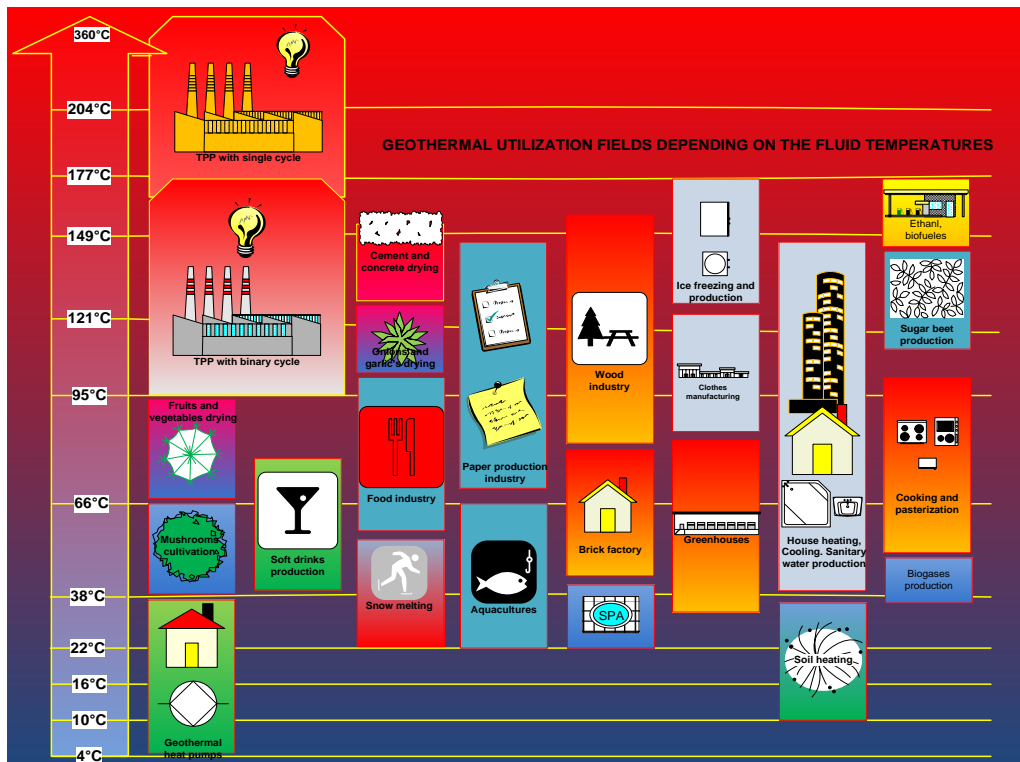 360°C
204°C
177°C
149°C
121°C
95°C
66°C
38°C
22°C
16°C
10°C
4°C
GEOTHERMAL UTILIZATION FIELDS DEPENDING ON THE FLUID TEMPERATURES
TPP with single cycle
TPP with binary cycle
Fruits and
vegetables drying
Mushrooms
cultivation
Geothermal
heat pumps
Soft drinks
production
Cement and
concrete drying
Onions and
garlic's drying
Food industry
Snow melting
Paper production
industry
Aquacultures
Wood
industry
Brick factory
SPA
Ice freezing and
production
Clothes
manufacturing
Greenhouses
House heating,
Cooling. Sanitary
water production
Soil heating
Ethanl,
biofueles
Sugar beet
production
Cooking and
pasterization
Biogases
production